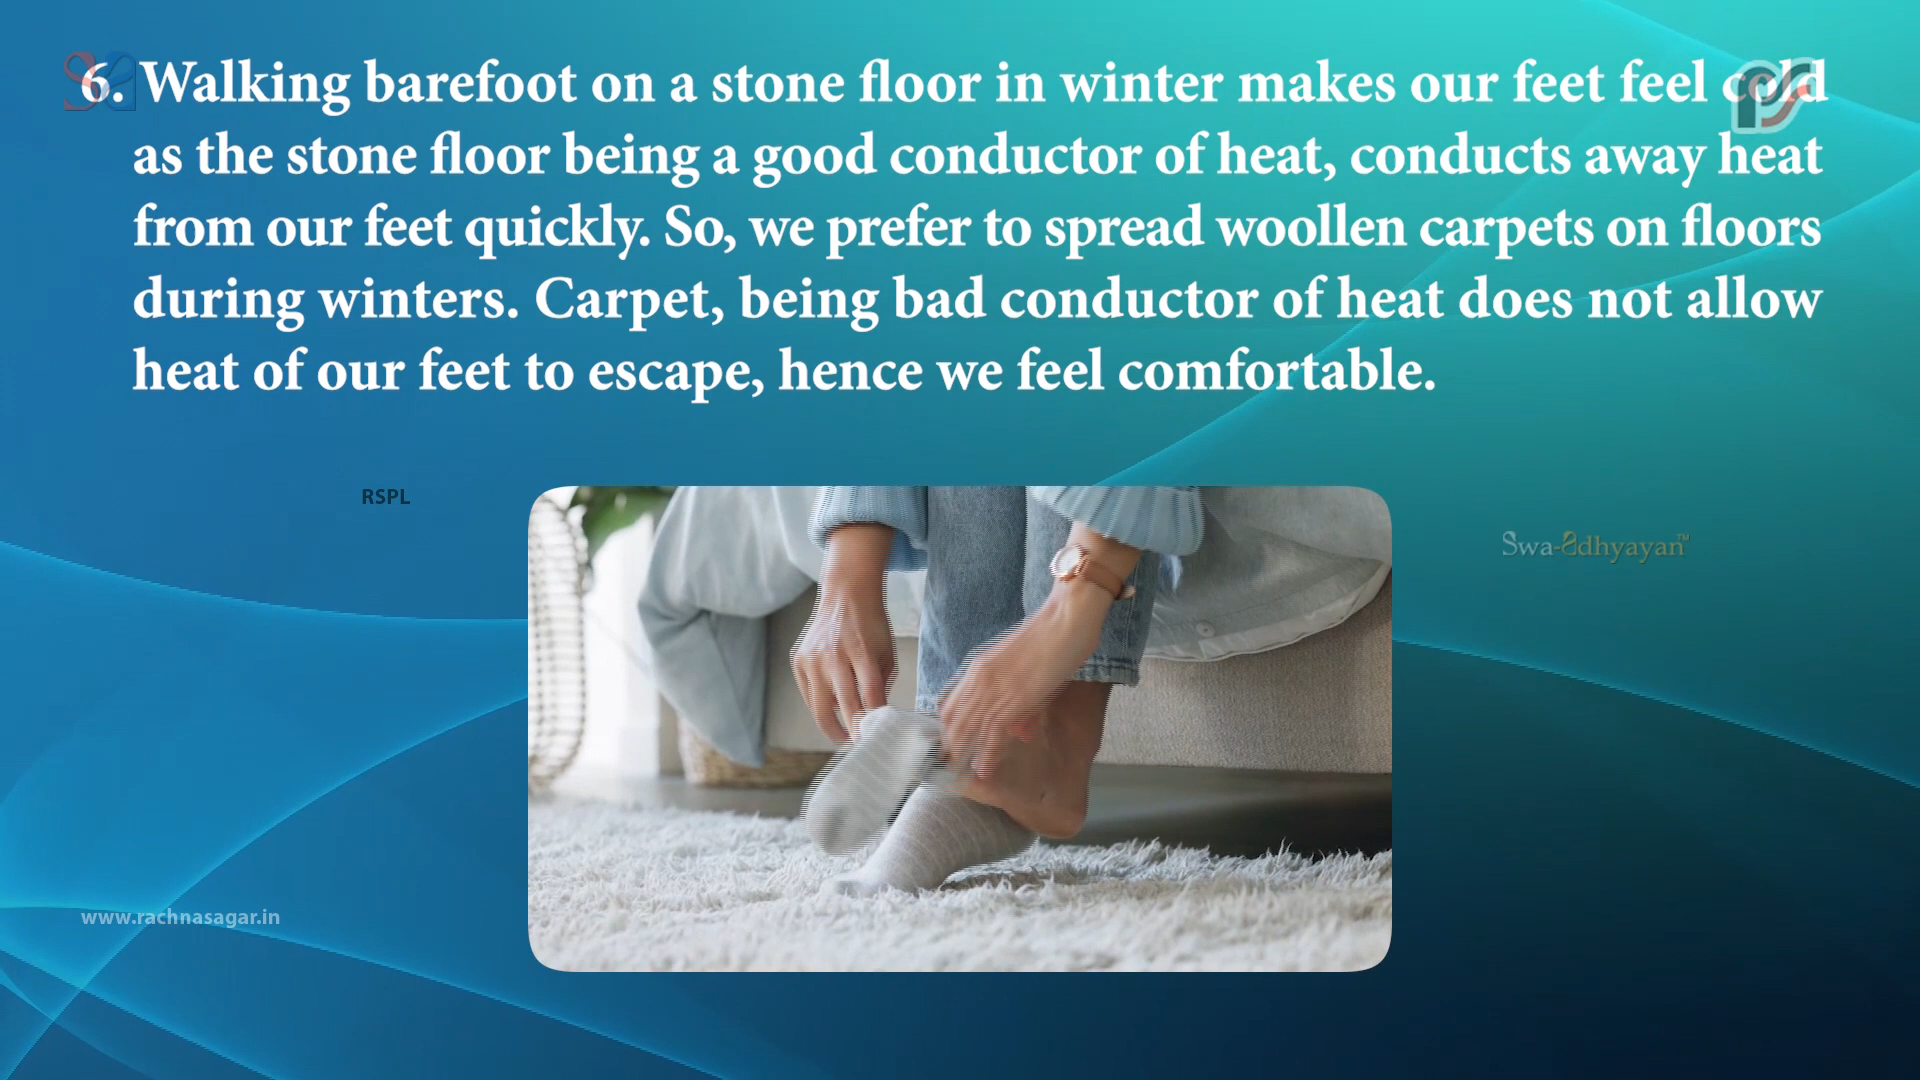 6. Walking barefoot on a stone floor in winter makes our feet feel cold
as the stone floor being a good conductor of heat, conducts away heat
from our feet quickly. So, we prefer to spread woollen carpets on floors
during winters. Carpet, being bad conductor of heat does not allow
heat of our feet to escape, hence we feel comfortable.
RSPL
Swa-adhyayan™
www.rachnasagar.in